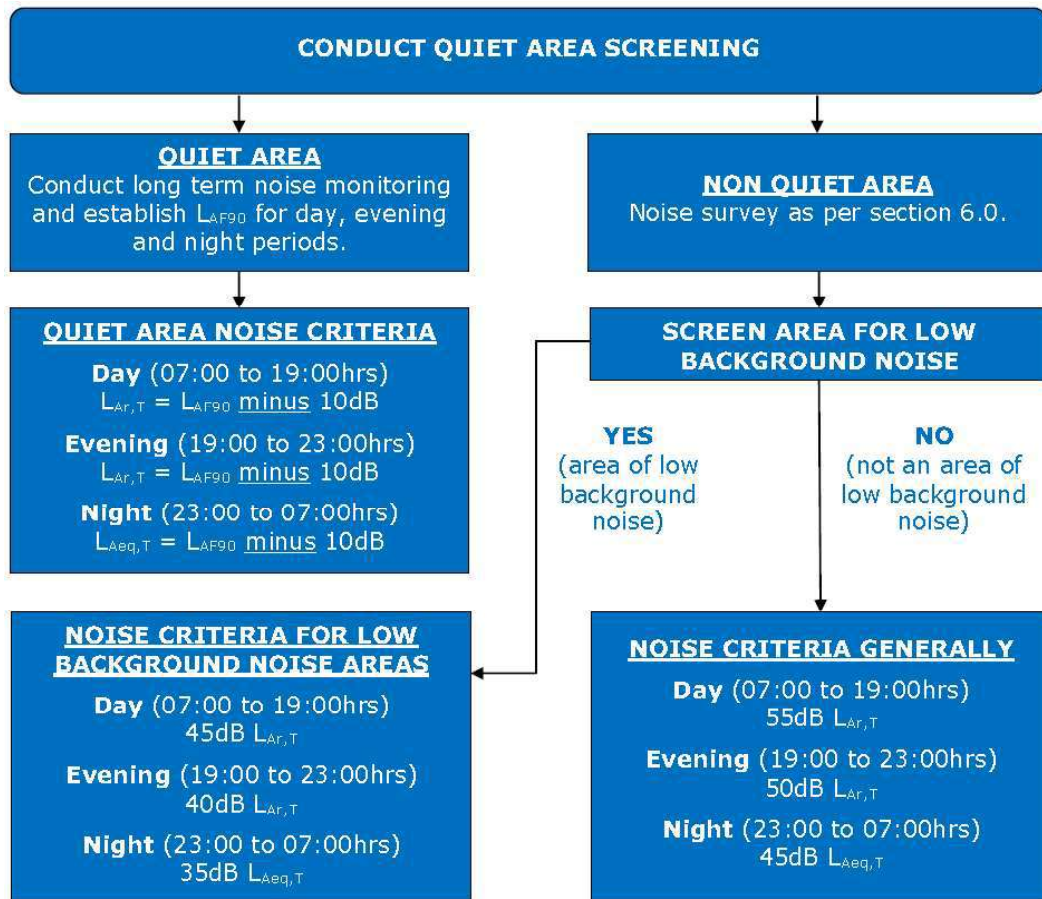 CONDUCT QUIET AREA SCREENING
QUIET AREA
Conduct long term noise monitoring
and establish LAF90 for day, evening
and night periods.
NON QUIET AREA
Noise survey as per section 6.0.
QUIET AREA NOISE CRITERIA
Day (07:00 to 19:00hrs)
LAr,T = LAF90 minus 10dB
Evening (19:00 to 23:00hrs)
LAr,T = LAF90 minus 10dB
Night (23:00 to 07:00hrs)
LAeq,T = LAF90 minus 10dB
SCREEN AREA FOR LOW
BACKGROUND NOISE
YES
(area of low
background
noise)
NO
(not an area of
low background
noise)
NOISE CRITERIA FOR LOW
BACKGROUND NOISE AREAS
Day (07:00 to 19:00hrs)
45dB LAr,T
Evening (19:00 to 23:00hrs)
40dB LAr,T
Night (23:00 to 07:00hrs)
35dB LAeq,T
NOISE CRITERIA GENERALLY
Day (07:00 to 19:00hrs)
55dB LAr,T
Evening (19:00 to 23:00hrs)
50dB LAr,T
Night (23:00 to 07:00hrs)
45dB LAeq,T